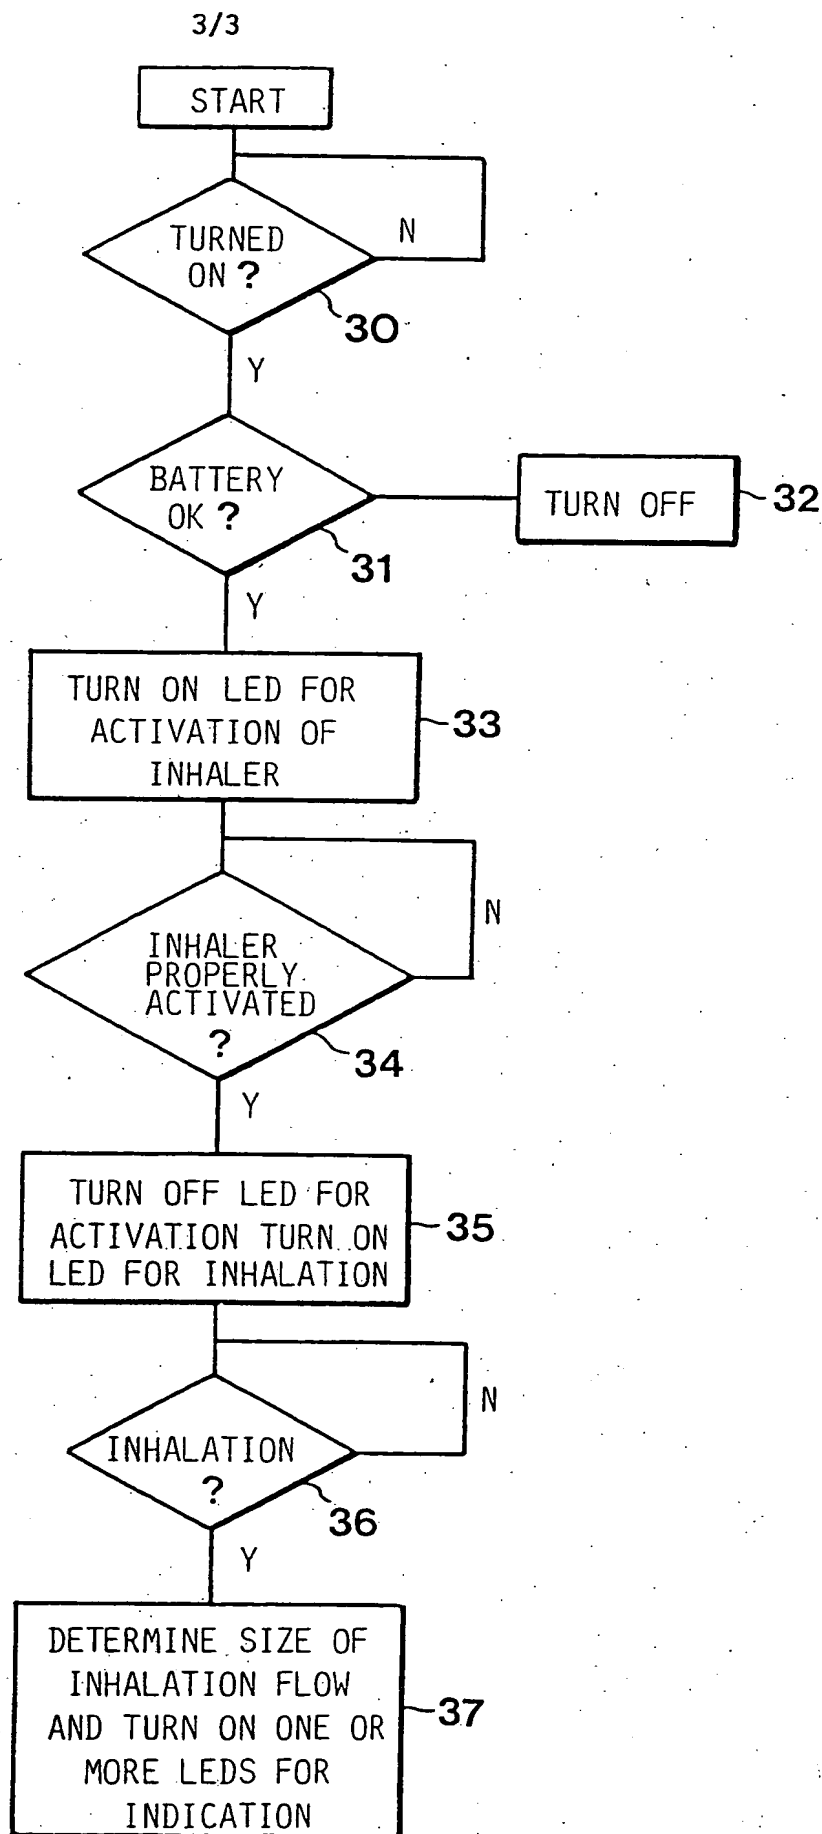 3/3
START
TURNED
ON ?
N
30
Y
BATTERY
OK ?
31
TURN OFF
32
Y
TURN ON LED FOR
ACTIVATION OF
INHALER
33
N
INHALER
PROPERLY
ACTIVATED
?
34
Y
TURN OFF LED FOR
ACTIVATION TURN ON
LED FOR INHALATION
35
N
INHALATION
?
36
Y
DETERMINE SIZE OF
INHALATION FLOW
AND TURN ON ONE OR
MORE LEDS FOR
INDICATION
37